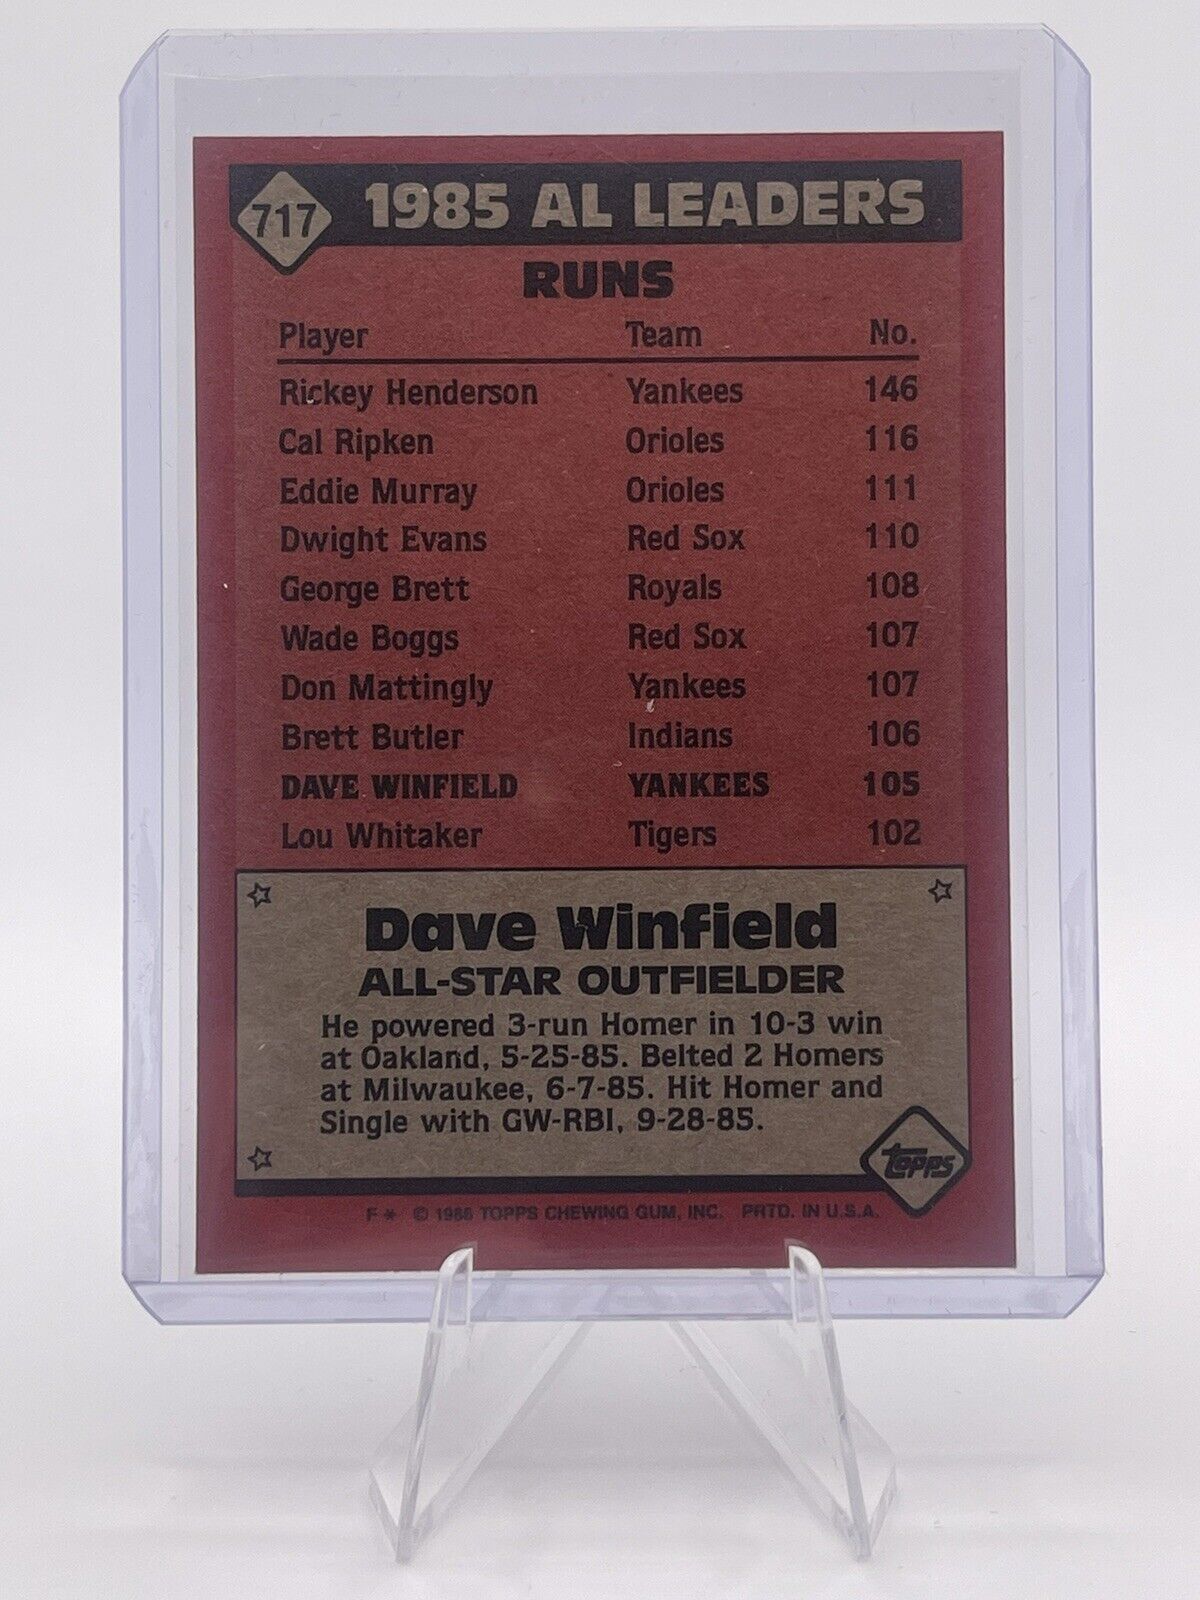 717 1985 AL LEADERS
RUNS
Player Team No.
Rickey Henderson Yankees 146
Cal Ripken Orioles 116
Eddie Murray Orioles 111
Dwight Evans Red Sox 110
George Brett Royals 108
Wade Boggs Red Sox 107
Don Mattingly Yankees 107
Brett Butler Indians 106
DAVE WINFIELD YANKEES 105
Lou Whitaker Tigers 102
Dave Winfield
ALL-STAR OUTFIELDER
He powered 3-run Homer in 10-3 win
at Oakland, 5-25-85. Belted 2 Homers
at Milwaukee, 6-7-85. Hit Homer and
Single with GW-RBI, 9-28-85.
topps
F * © 1986 TOPPS CHEWING GUM, INC. PRTD. IN U.S.A.